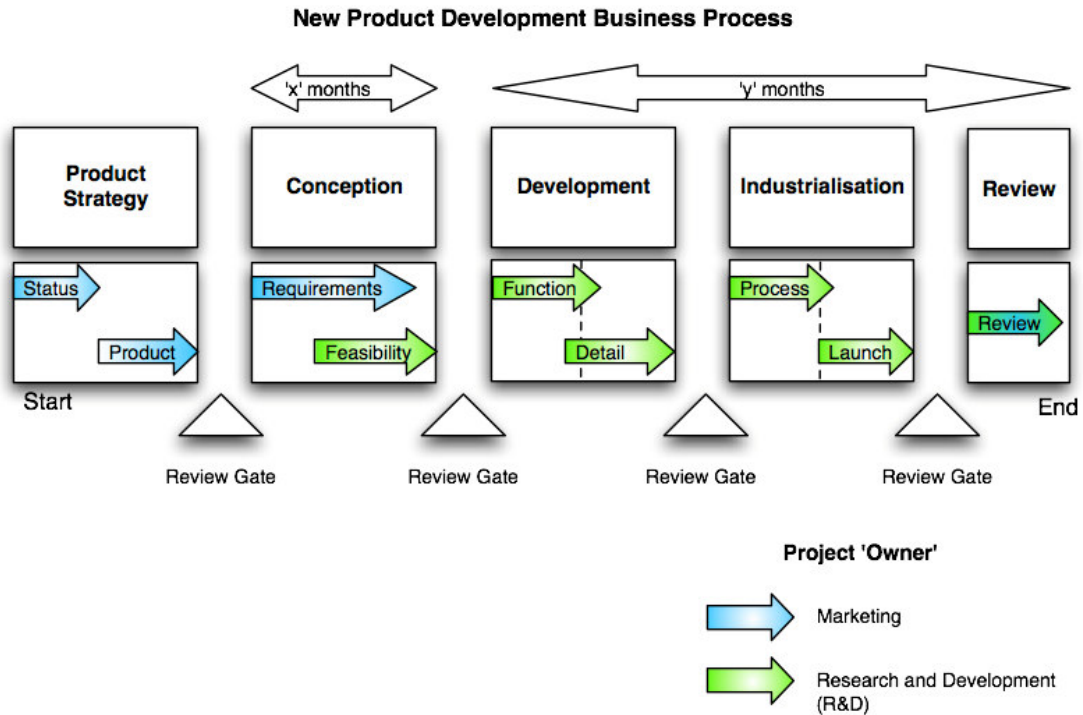 New Product Development Business Process
'x' months
'y' months
Product
Strategy
Conception
Development
Industrialisation
Review
Status
Product
Requirements
Feasibility
Function
Detail
Process
Launch
Review
Start
End
Review Gate
Review Gate
Review Gate
Review Gate
Project 'Owner'
Marketing
Research and Development
(R&D)